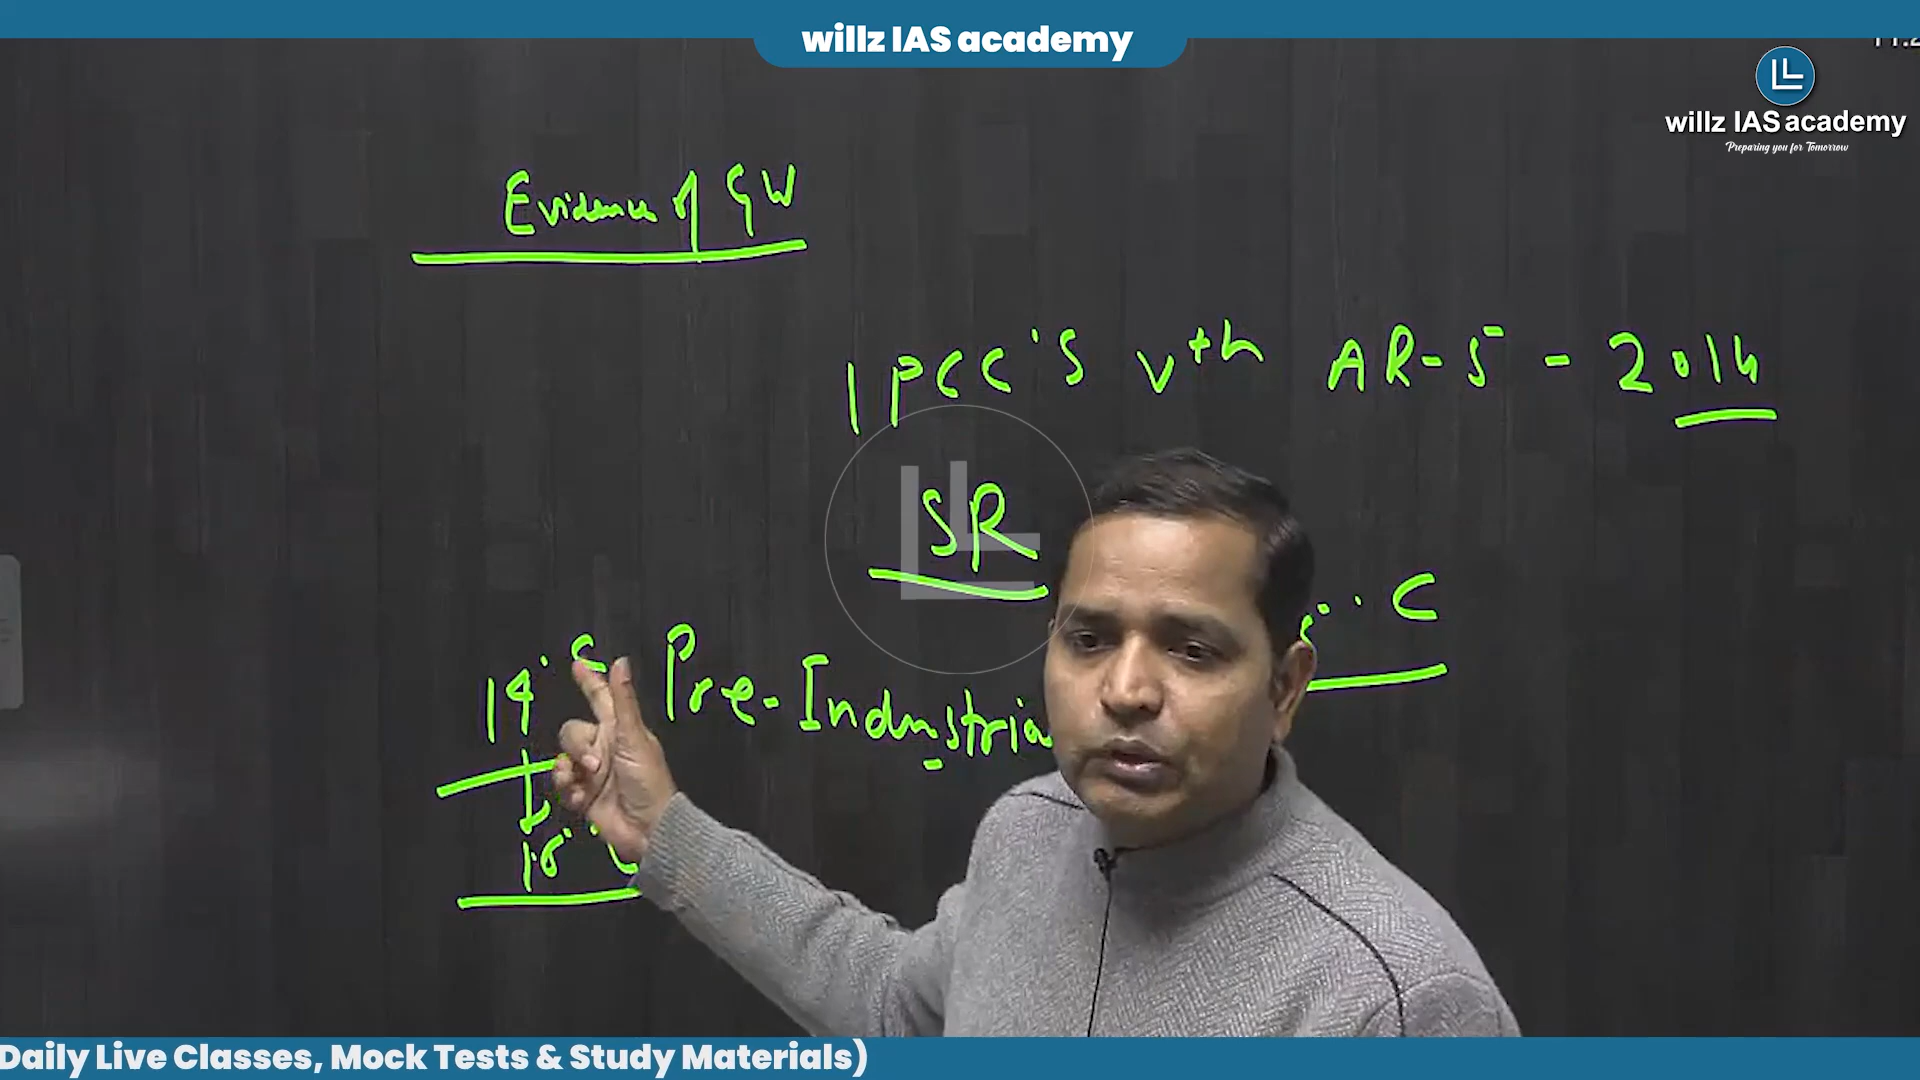 willz IAS academy
willz IAS academy
Preparing you for Tomorrow
Evidence of GW
IPCC'S Vth AR-5 - 2014
SR
° C
14°C Pre-Industria
Daily Live Classes, Mock Tests & Study Materials)